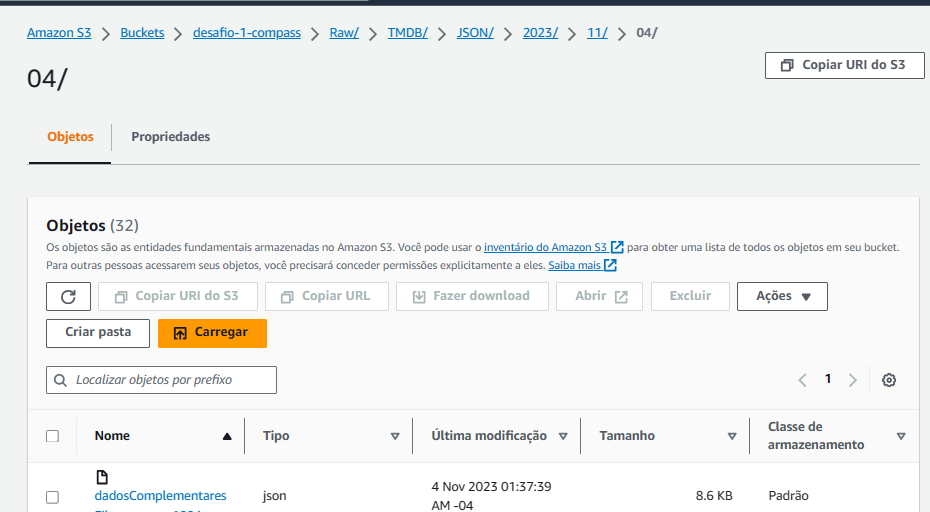 Amazon S3 > Buckets > desafio-1-compass > Raw/ > TMDB/ > JSON/ > 2023/ > 11/ > 04/
04/
Copiar URI do S3
Objetos
Propriedades
Objetos (32)
Os objetos são as entidades fundamentais armazenadas no Amazon S3. Você pode usar o inventário do Amazon S3 para obter uma lista de todos os objetos em seu bucket.
Para outras pessoas acessarem seus objetos, você precisará conceder permissões explicitamente a eles. Saiba mais
Copiar URI do S3
Copiar URL
Fazer download
Abrir
Excluir
Ações
Criar pasta
Carregar
Localizar objetos por prefixo
1
Nome
Tipo
Última modificação
Tamanho
Classe de
armazenamento
dadosComplementares
json
4 Nov 2023 01:37:39
AM -04
8.6 KB
Padrão